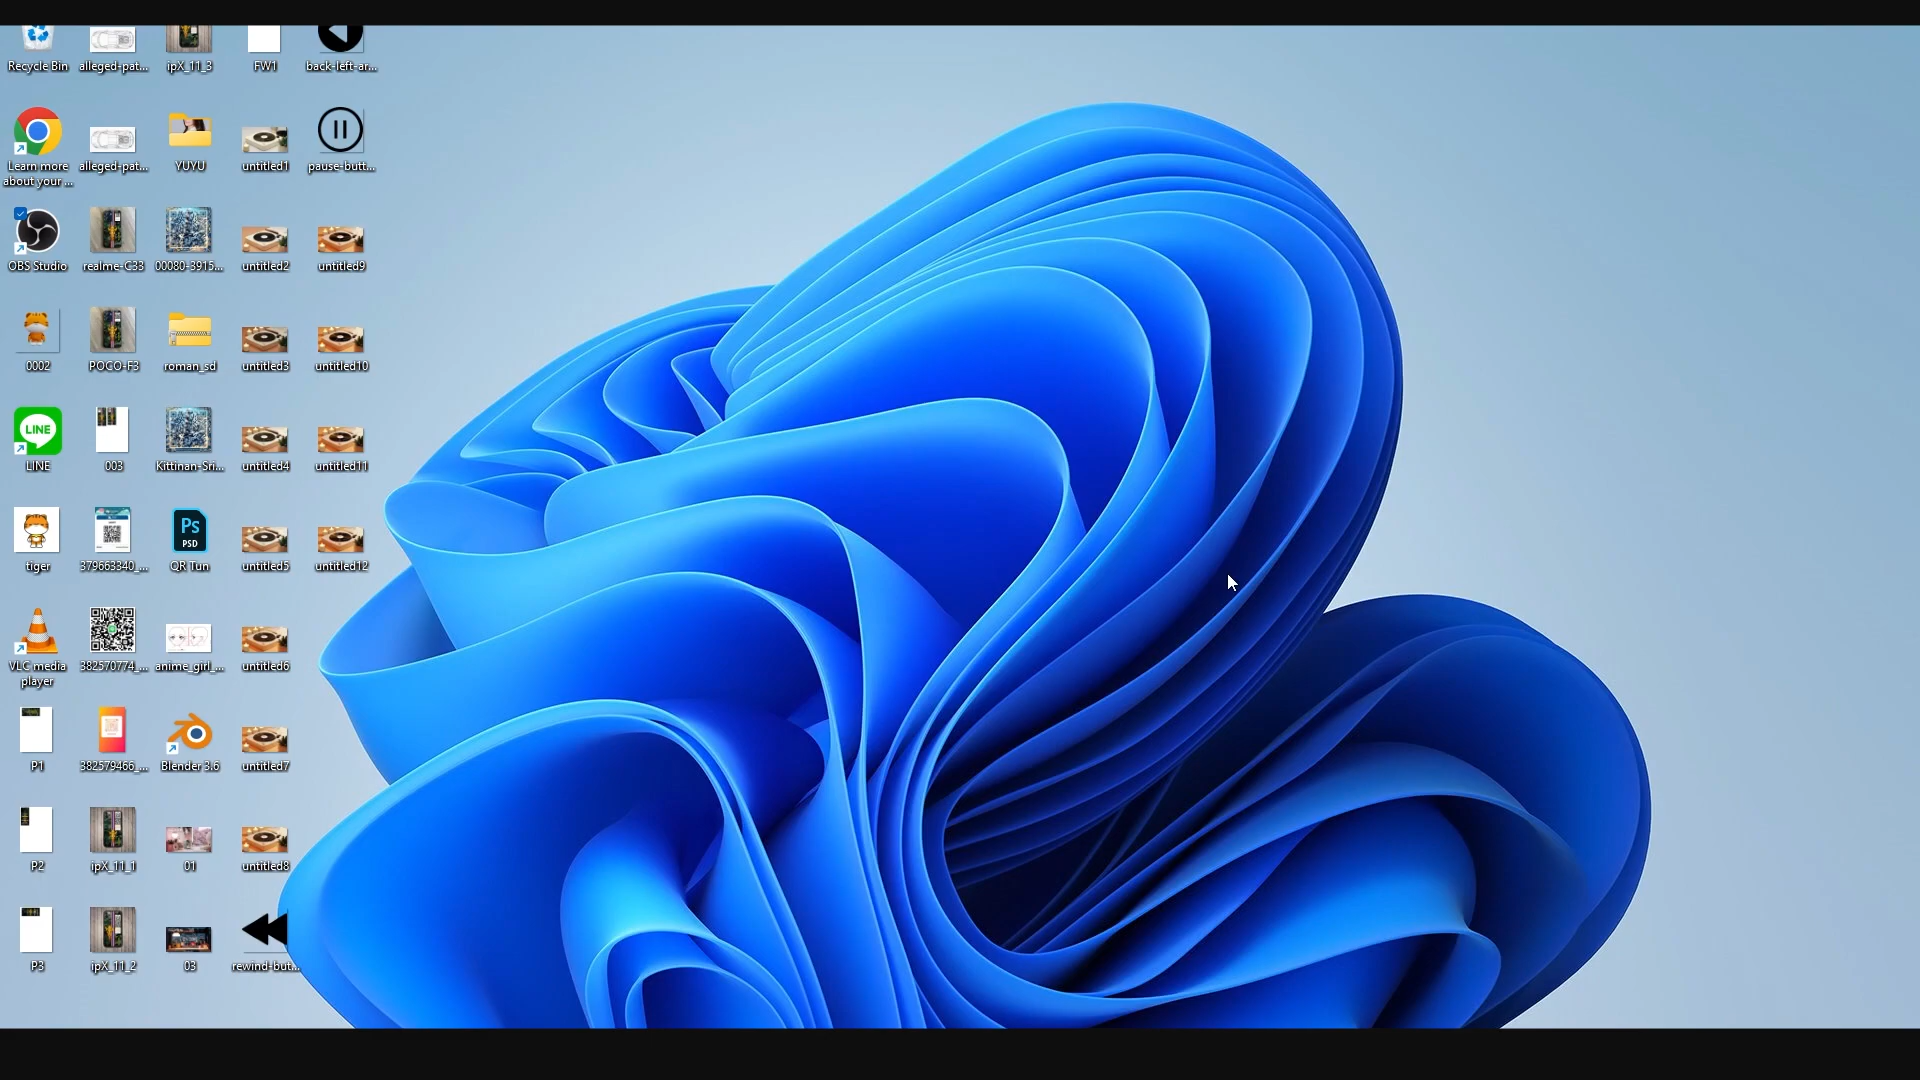 Recycle Bin
alleged-pat...
ipX_11_3
FW1
back-left-ar...
Learn more
about your ...
alleged-pat...
YUYU
untitled1
pause-butt...
OBS Studio
realme-C33
00080-3915...
untitled2
untitled9
0002
POCO-F3
roman_sd
untitled3
untitled10
LINE
LINE
003
Kittinan-Sri...
untitled4
untitled11
tiger
379663340_...
Ps
PSD
QR Tun
untitled5
untitled12
VLC media
player
382570774_...
anime_girl_...
untitled6
P1
382579466_...
Blender 3.6
untitled7
P2
ipX_11_1
01
untitled8
P3
ipX_11_2
03
rewind-but...